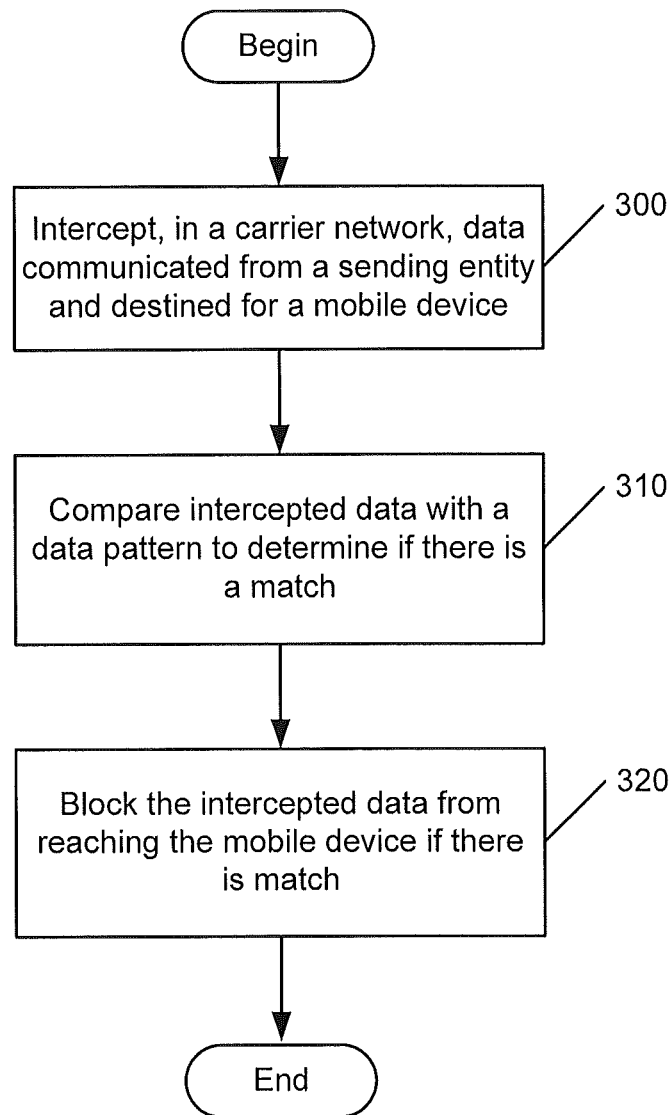 Begin
Intercept, in a carrier network, data
communicated from a sending entity
and destined for a mobile device
300
Compare intercepted data with a
data pattern to determine if there is
a match
310
Block the intercepted data from
reaching the mobile device if there
is match
320
End